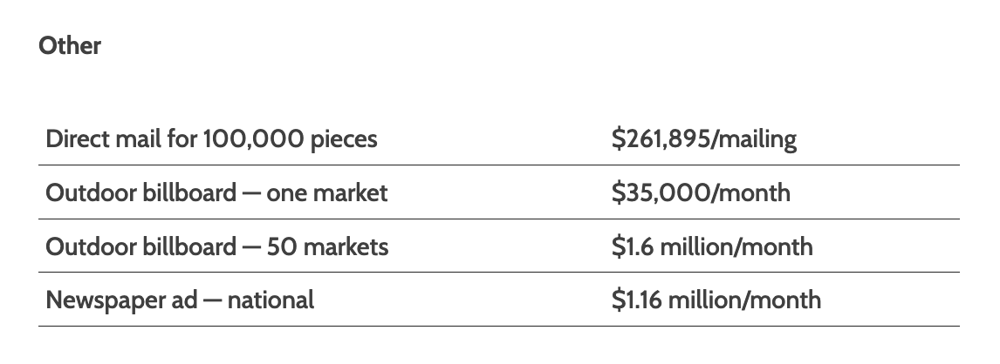 Other
Direct mail for 100,000 pieces $261,895/mailing
Outdoor billboard — one market $35,000/month
Outdoor billboard — 50 markets $1.6 million/month
Newspaper ad — national $1.16 million/month